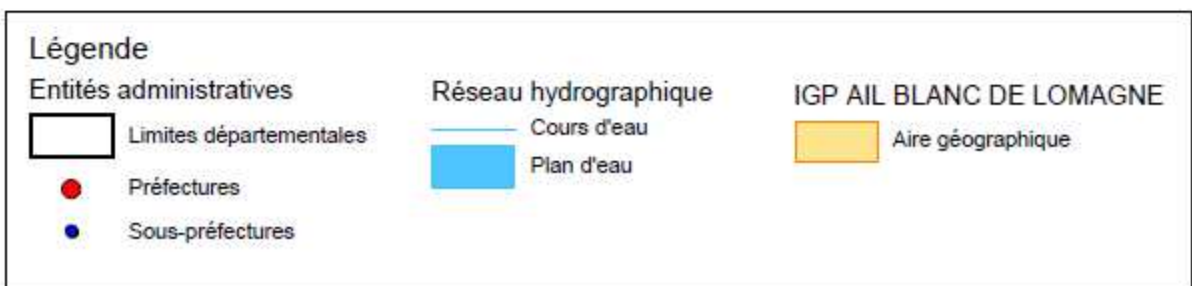 Légende
Entités administratives
Limites départementales
Préfectures
Sous-préfectures
Réseau hydrographique
Cours d'eau
Plan d'eau
IGP AIL BLANC DE LOMAGNE
Aire géographique